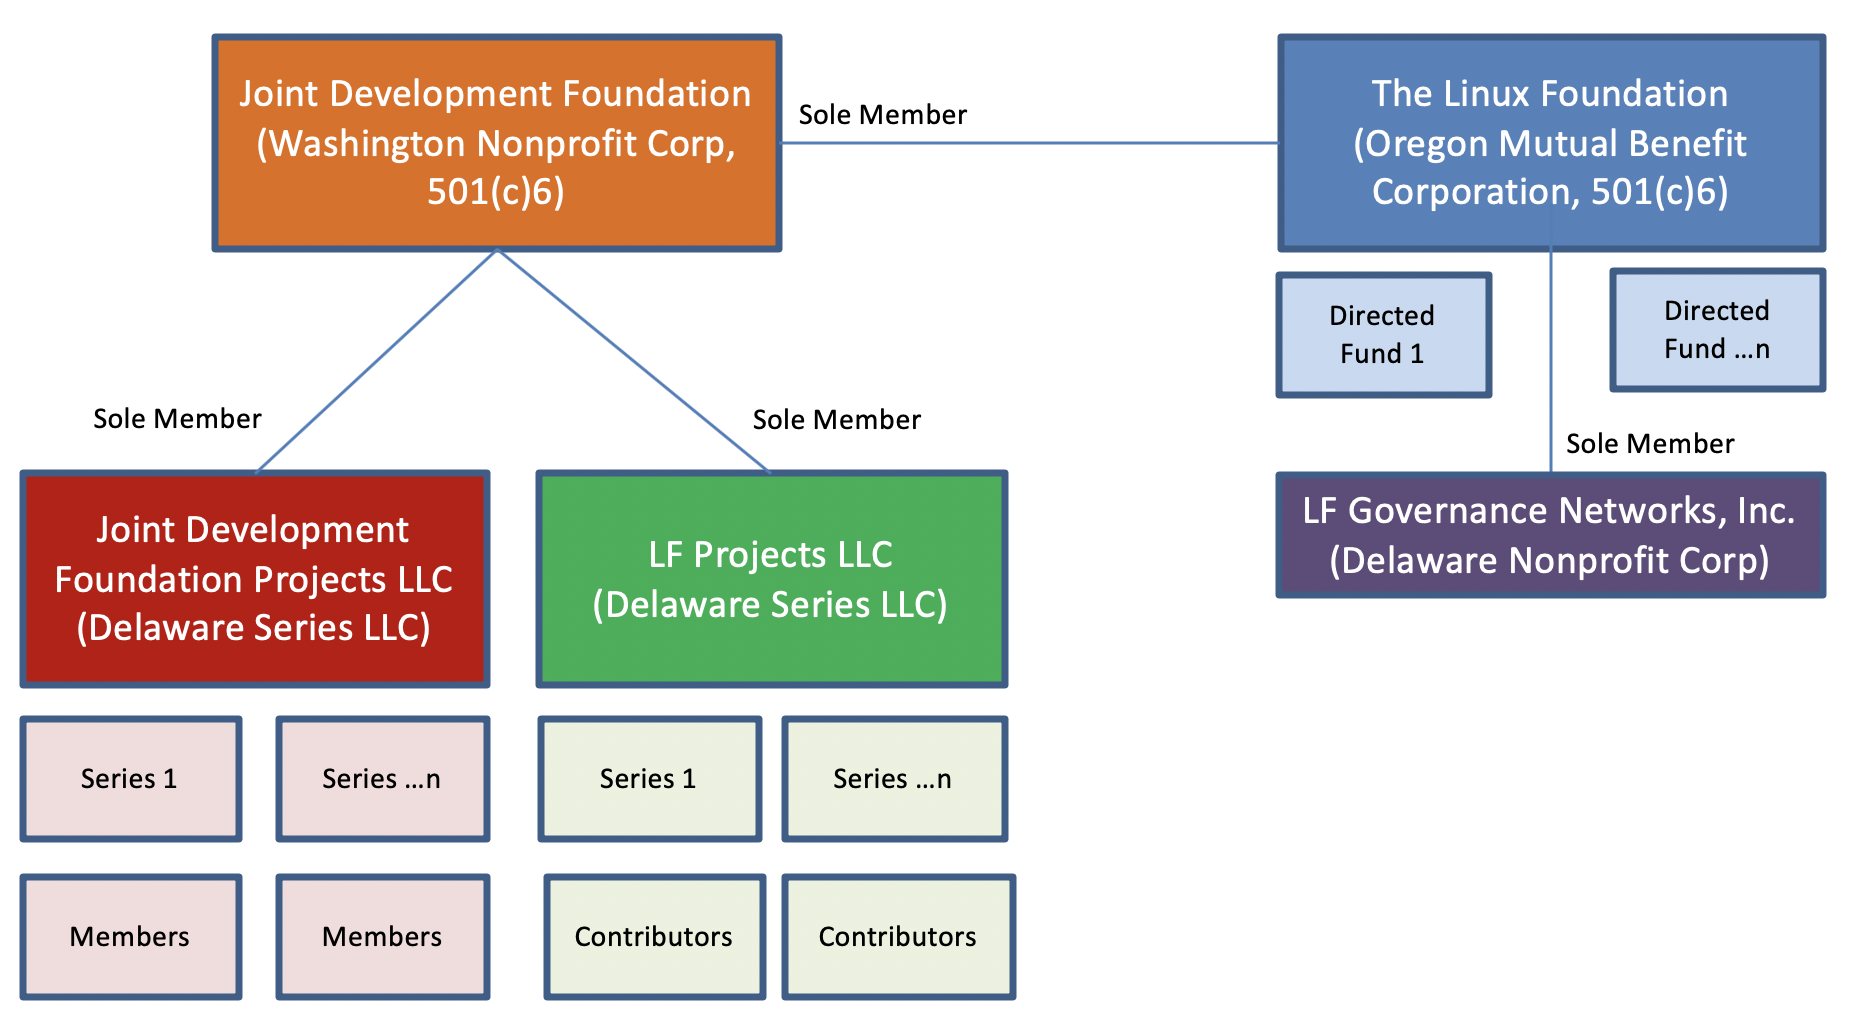 Joint Development Foundation
(Washington Nonprofit Corp,
501(c)6)
Sole Member
The Linux Foundation
(Oregon Mutual Benefit
Corporation, 501(c)6)
Directed
Fund 1
Directed
Fund ...n
Sole Member
Sole Member
Sole Member
Joint Development
Foundation Projects LLC
(Delaware Series LLC)
LF Projects LLC
(Delaware Series LLC)
LF Governance Networks, Inc.
(Delaware Nonprofit Corp)
Series 1
Series ...n
Series 1
Series ...n
Members
Members
Contributors
Contributors